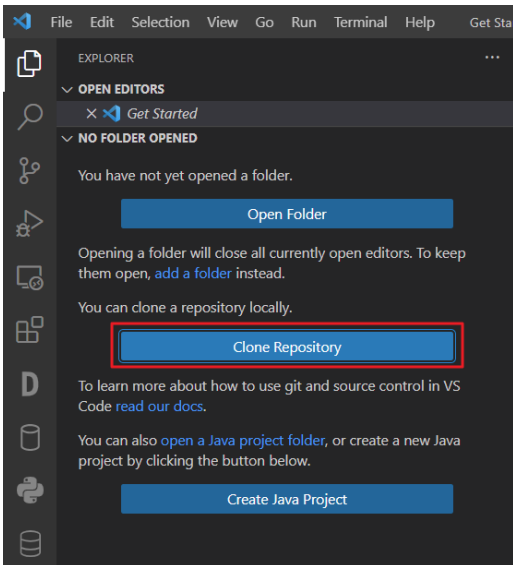 File Edit Selection View Go Run Terminal Help Get Sta
EXPLORER
OPEN EDITORS
Get Started
NO FOLDER OPENED
You have not yet opened a folder.
Open Folder
Opening a folder will close all currently open editors. To keep
them open, add a folder instead.
You can clone a repository locally.
Clone Repository
To learn more about how to use git and source control in VS
Code read our docs.
You can also open a Java project folder, or create a new Java
project by clicking the button below.
Create Java Project
D